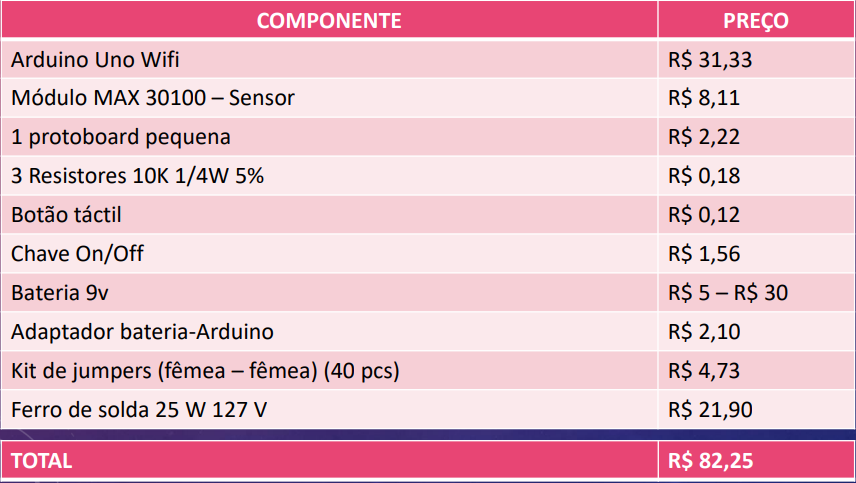 COMPONENTE PREÇO
Arduino Uno Wifi R$ 31,33
Módulo MAX 30100 – Sensor R$ 8,11
1 protoboard pequena R$ 2,22
3 Resistores 10K 1/4W 5% R$ 0,18
Botão táctil R$ 0,12
Chave On/Off R$ 1,56
Bateria 9v R$ 5 – R$ 30
Adaptador bateria-Arduino R$ 2,10
Kit de jumpers (fêmea – fêmea) (40 pcs) R$ 4,73
Ferro de solda 25 W 127 V R$ 21,90
TOTAL R$ 82,25